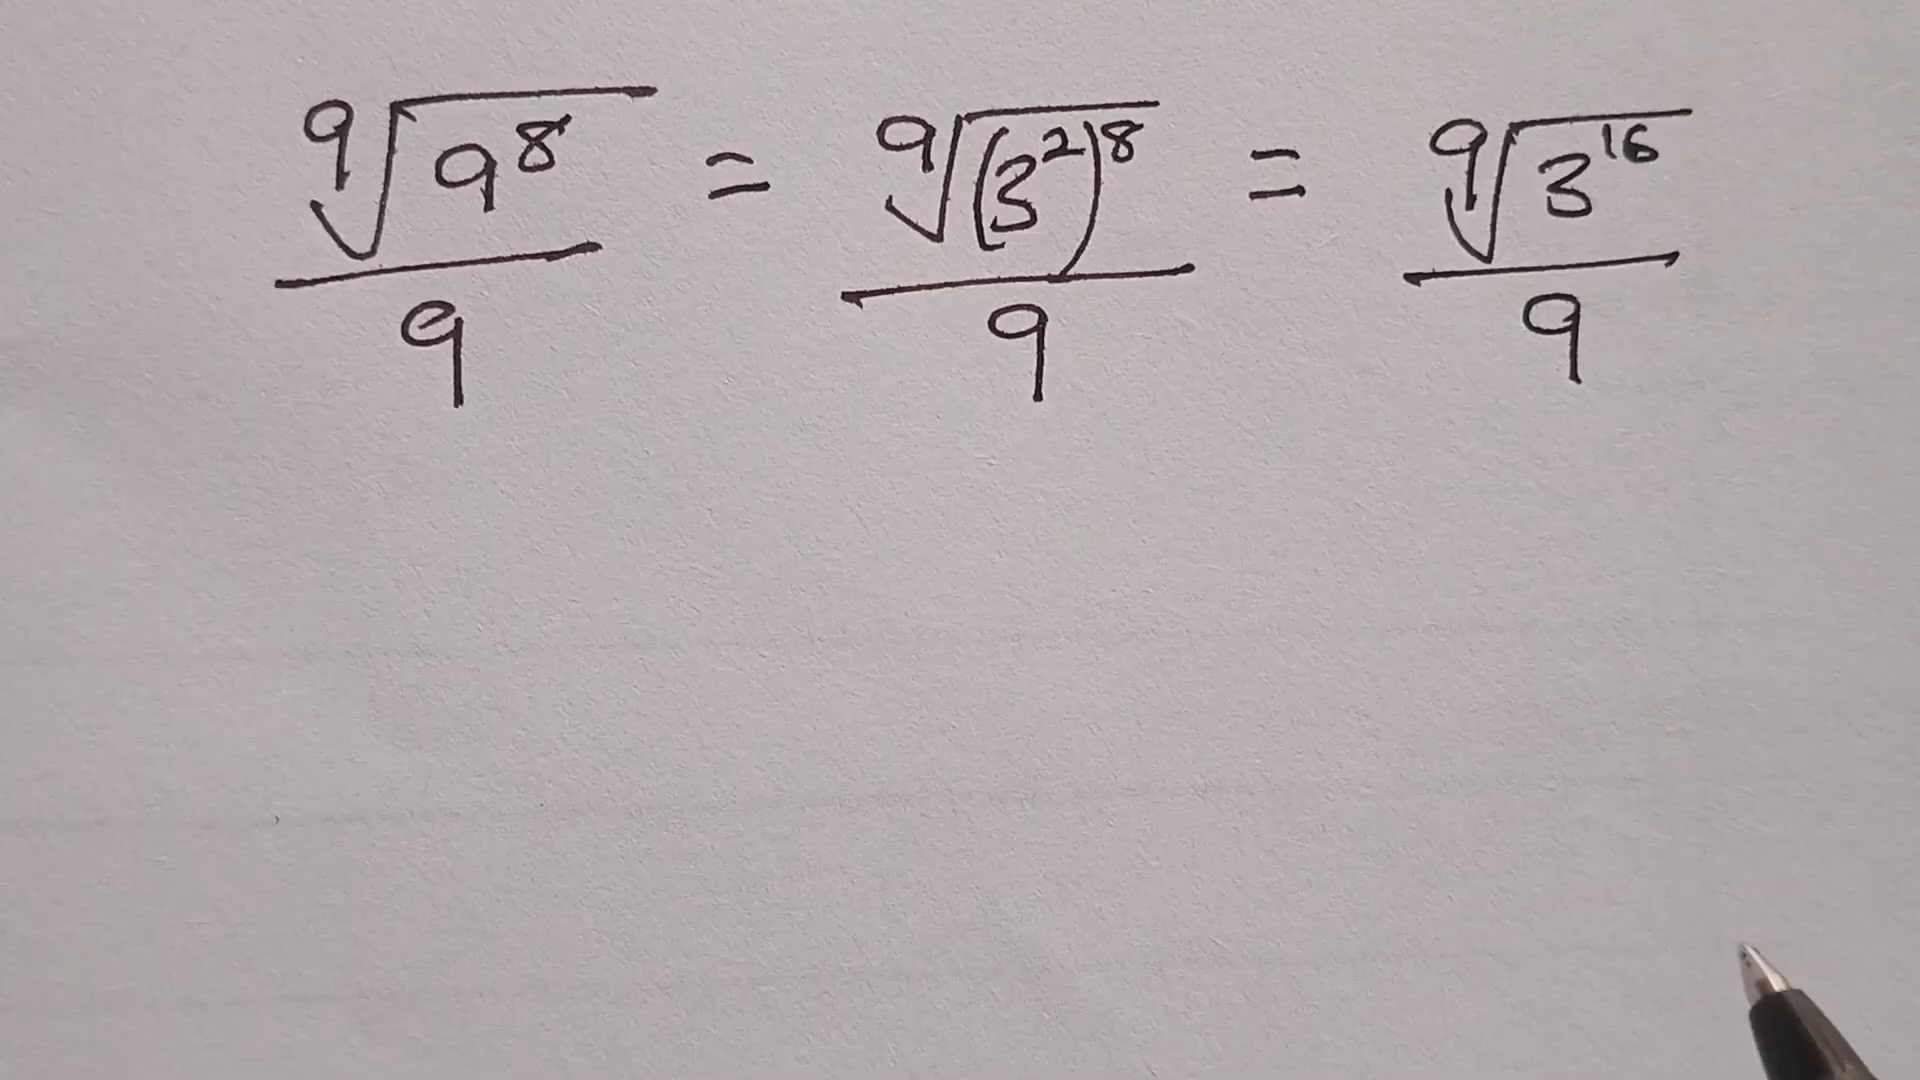 ⁹√9⁸ / 9 = ⁹√(3²)⁸ / 9 = ⁹√3¹⁶ / 9